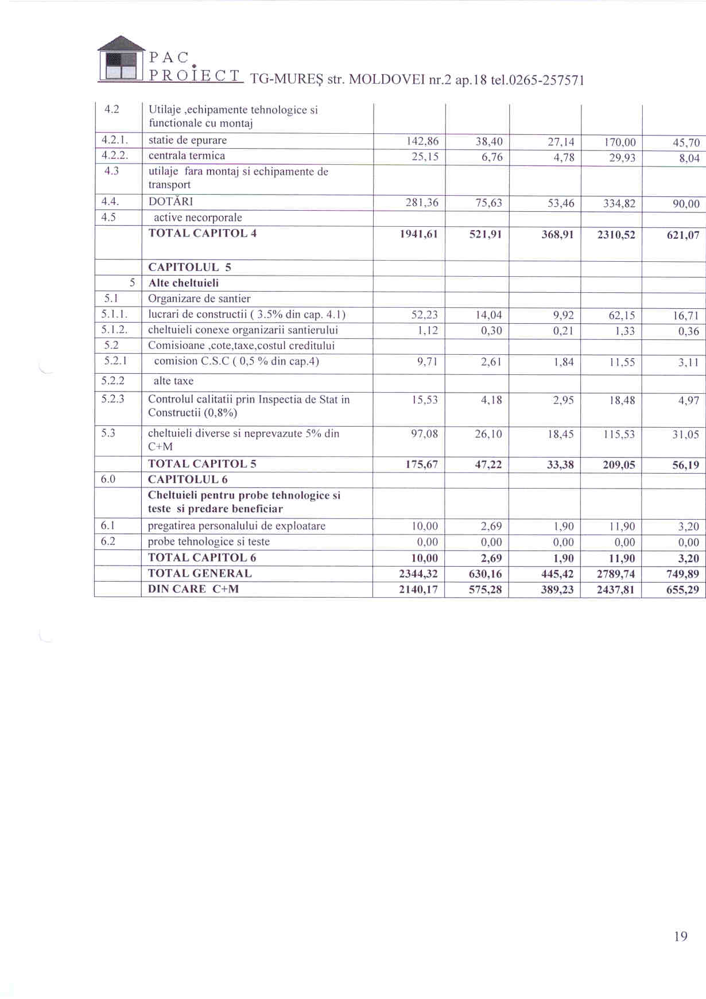 PAC
PROIECT TG-MUREŞ str. MOLDOVEI nr.2 ap.18 tel.0265-257571
4.2 Utilaje ,echipamente tehnologice si
functionale cu montaj
4.2.1. statie de epurare 142,86 38,40 27,14 170,00 45,70
4.2.2. centrala termica 25,15 6,76 4,78 29,93 8,04
4.3 utilaje fara montaj si echipamente de
transport
4.4. DOTĂRI 281,36 75,63 53,46 334,82 90,00
4.5 active necorporale
TOTAL CAPITOL 4 1941,61 521,91 368,91 2310,52 621,07
CAPITOLUL 5
5 Alte cheltuieli
5.1 Organizare de santier
5.1.1. lucrari de constructii ( 3.5% din cap. 4.1) 52,23 14,04 9,92 62,15 16,71
5.1.2. cheltuieli conexe organizarii santierului 1,12 0,30 0,21 1,33 0,36
5.2 Comisioane ,cote,taxe,costul creditului
5.2.1 comision C.S.C ( 0,5 % din cap.4) 9,71 2,61 1,84 11,55 3,11
5.2.2 alte taxe
5.2.3 Controlul calitatii prin Inspectia de Stat in 15,53 4,18 2,95 18,48 4,97
Constructii (0,8%)
5.3 cheltuieli diverse si neprevazute 5% din 97,08 26,10 18,45 115,53 31,05
C+M
TOTAL CAPITOL 5 175,67 47,22 33,38 209,05 56,19
6.0 CAPITOLUL 6
Cheltuieli pentru probe tehnologice si
teste si predare beneficiar
6.1 pregatirea personalului de exploatare 10,00 2,69 1,90 11,90 3,20
6.2 probe tehnologice si teste 0,00 0,00 0,00 0,00 0,00
TOTAL CAPITOL 6 10,00 2,69 1,90 11,90 3,20
TOTAL GENERAL 2344,32 630,16 445,42 2789,74 749,89
DIN CARE C+M 2140,17 575,28 389,23 2437,81 655,29
19